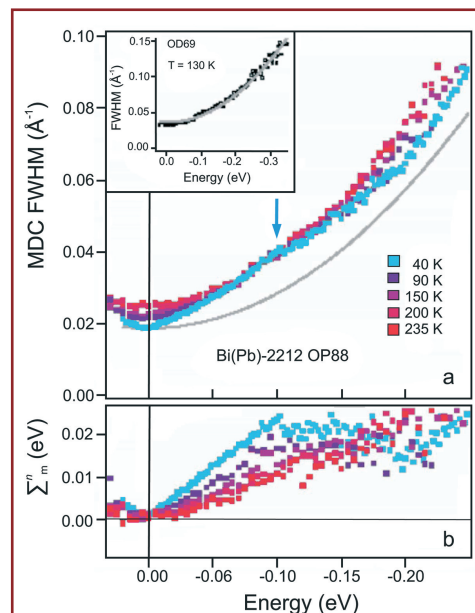 0.10
0.08
0.06
0.04
0.02
0.00
MDC FWHM (Å⁻¹)
0.15
0.10
0.05
0.00
FWHM (Å⁻¹)
OD69
T = 130 K
0.0 -0.1 -0.2 -0.3
Energy (eV)
40 K
90 K
150 K
200 K
235 K
Bi(Pb)-2212 OP88
a
0.02
0.01
0.00
Σ″ₘ (eV)
b
0.00 -0.06 -0.10 -0.15 -0.20
Energy (eV)